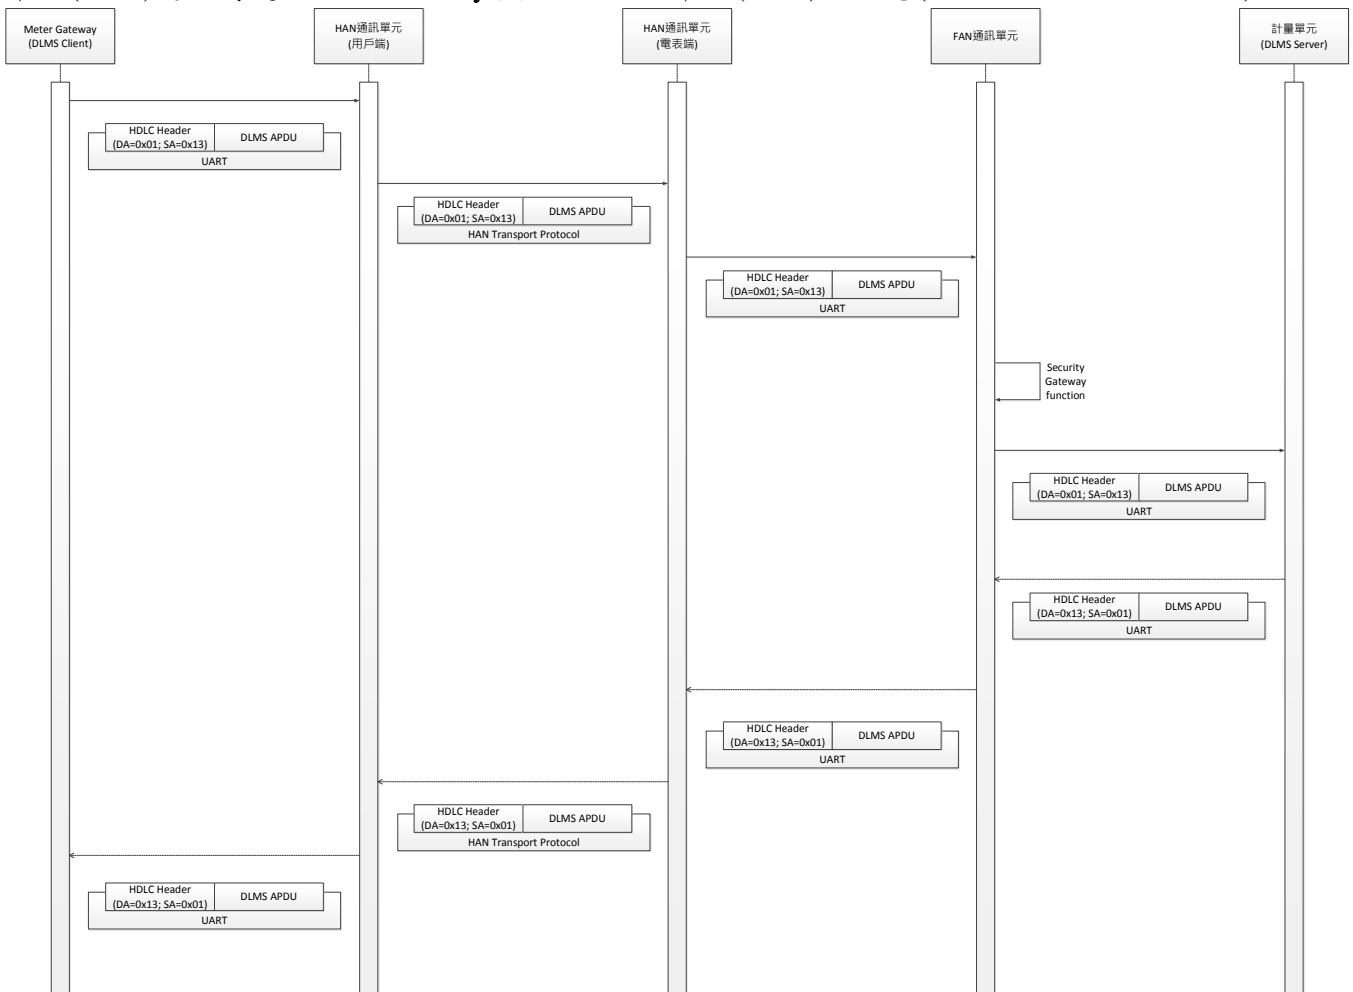 Meter Gateway
(DLMS Client)
HAN通訊單元
(用戶端)
HAN通訊單元
(電表端)
FAN通訊單元
計量單元
(DLMS Server)
HDLC Header
(DA=0x01; SA=0x13)
DLMS APDU
UART
HDLC Header
(DA=0x01; SA=0x13)
DLMS APDU
HAN Transport Protocol
HDLC Header
(DA=0x01; SA=0x13)
DLMS APDU
UART
Security
Gateway
function
HDLC Header
(DA=0x01; SA=0x13)
DLMS APDU
UART
HDLC Header
(DA=0x13; SA=0x01)
DLMS APDU
UART
HDLC Header
(DA=0x13; SA=0x01)
DLMS APDU
UART
HDLC Header
(DA=0x13; SA=0x01)
DLMS APDU
HAN Transport Protocol
HDLC Header
(DA=0x13; SA=0x01)
DLMS APDU
UART